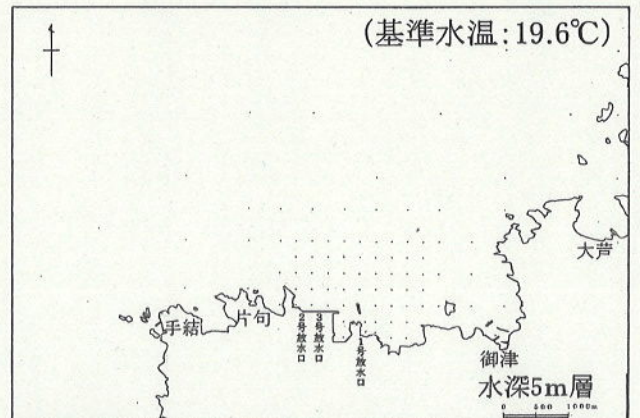 (基準水温:19.6℃)
大芦
手結
片句
2号放水口
3号放水口
1号放水口
御津
水深5m層
0 500 1000m